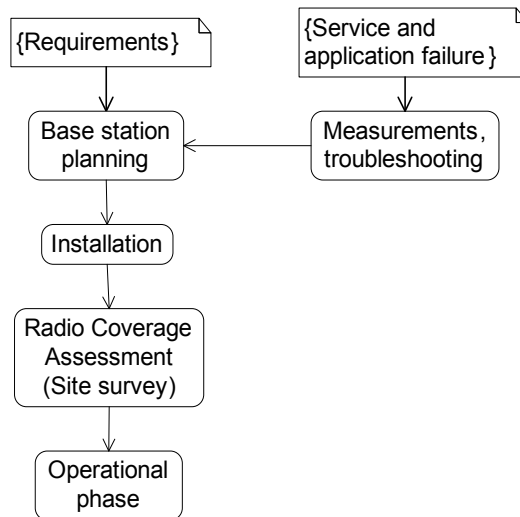 {Requirements}
{Service and
application failure}
Base station
planning
Measurements,
troubleshooting
Installation
Radio Coverage
Assessment
(Site survey)
Operational
phase